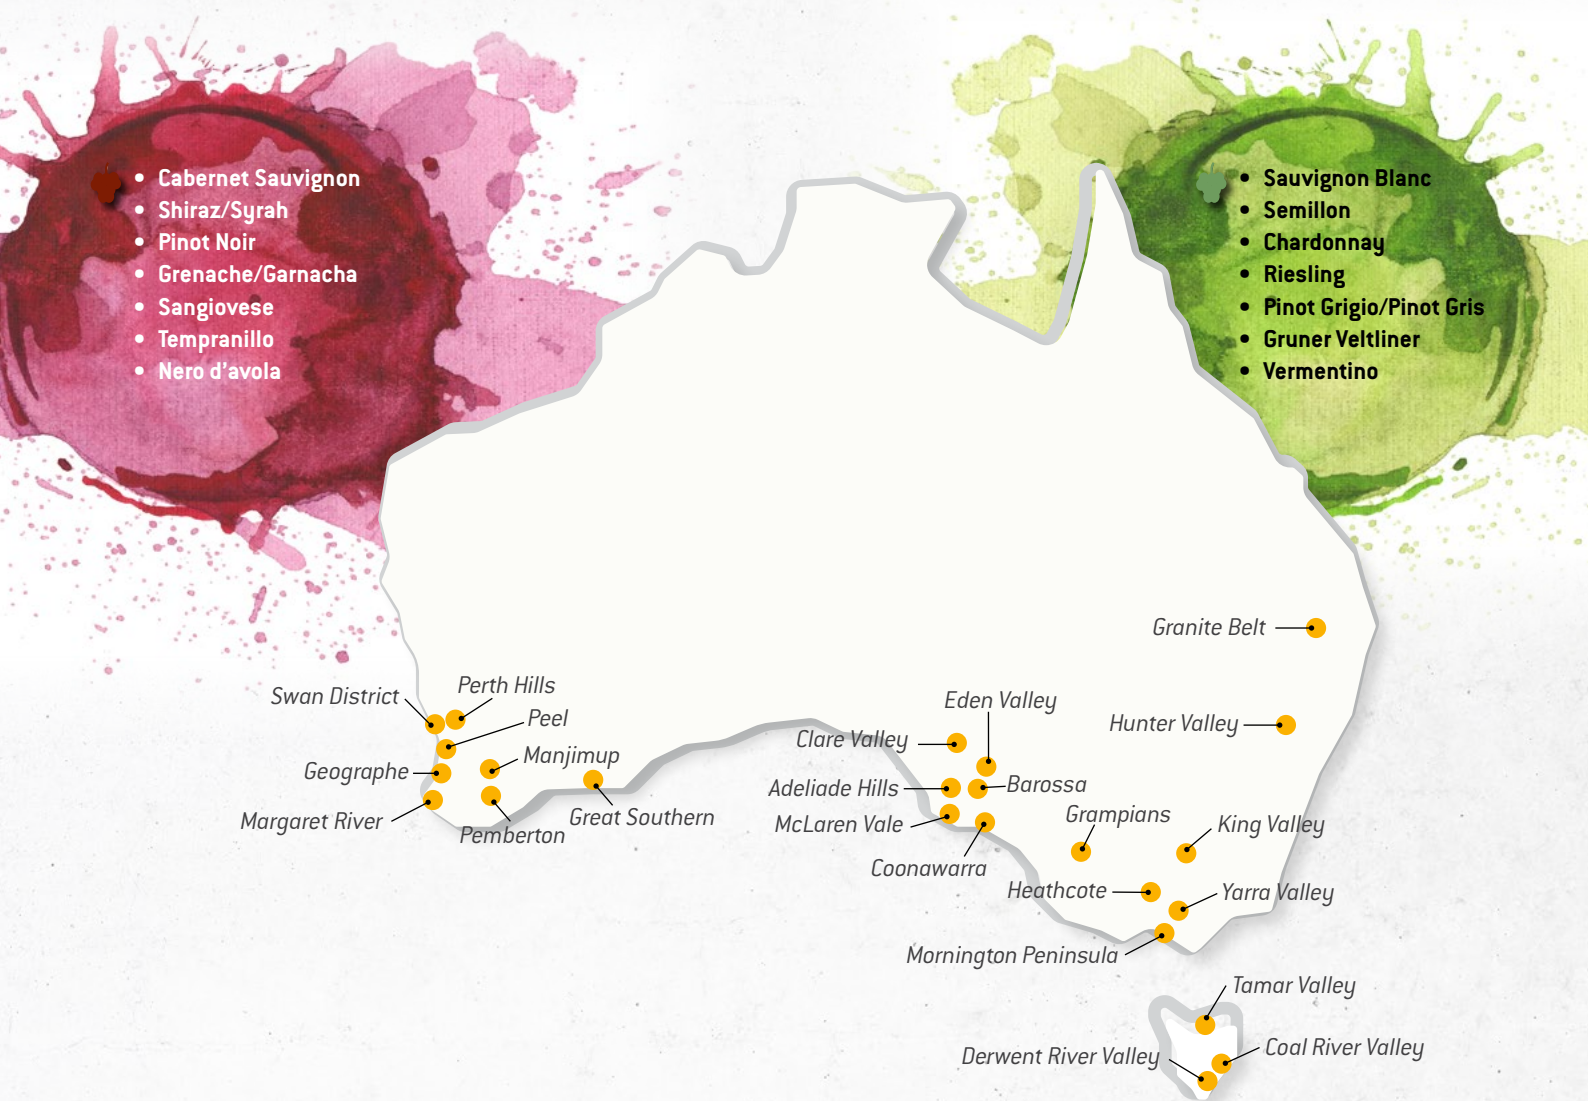 Cabernet Sauvignon
Shiraz/Syrah
Pinot Noir
Grenache/Garnacha
Sangiovese
Tempranillo
Nero d'avola
Sauvignon Blanc
Semillon
Chardonnay
Riesling
Pinot Grigio/Pinot Gris
Gruner Veltliner
Vermentino
Granite Belt
Hunter Valley
Swan District
Perth Hills
Peel
Geographe
Manjimup
Margaret River
Pemberton
Great Southern
Eden Valley
Clare Valley
Adeliade Hills
Barossa
McLaren Vale
Coonawarra
Grampians
King Valley
Heathcote
Yarra Valley
Mornington Peninsula
Tamar Valley
Derwent River Valley
Coal River Valley